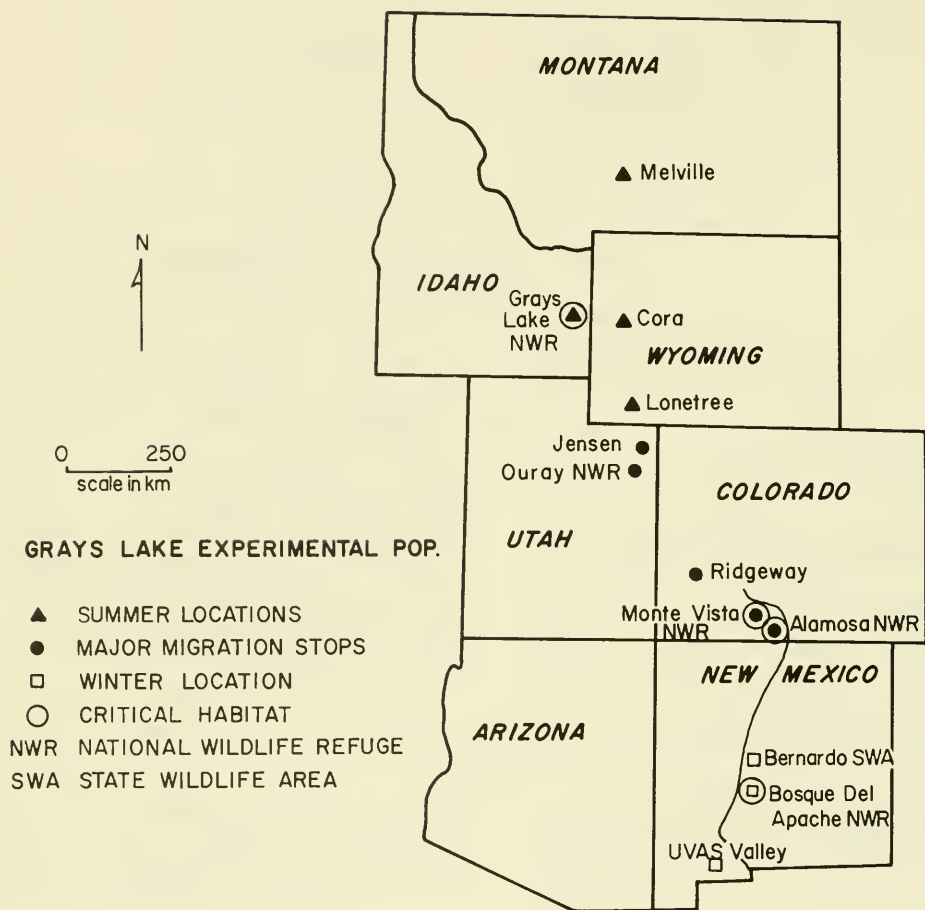 MONTANA
Melville
N
IDAHO
Grays
Lake
NWR
Cora
WYOMING
Lonetree
0 250
scale in km
Jensen
Ouray NWR
COLORADO
UTAH
GRAYS LAKE EXPERIMENTAL POP.
Ridgeway
SUMMER LOCATIONS
Monte Vista
NWR
Alamosa NWR
MAJOR MIGRATION STOPS
WINTER LOCATION
NEW MEXICO
CRITICAL HABITAT
ARIZONA
NWR NATIONAL WILDLIFE REFUGE
Bernardo SWA
SWA STATE WILDLIFE AREA
Bosque Del
Apache NWR
UVAS Valley